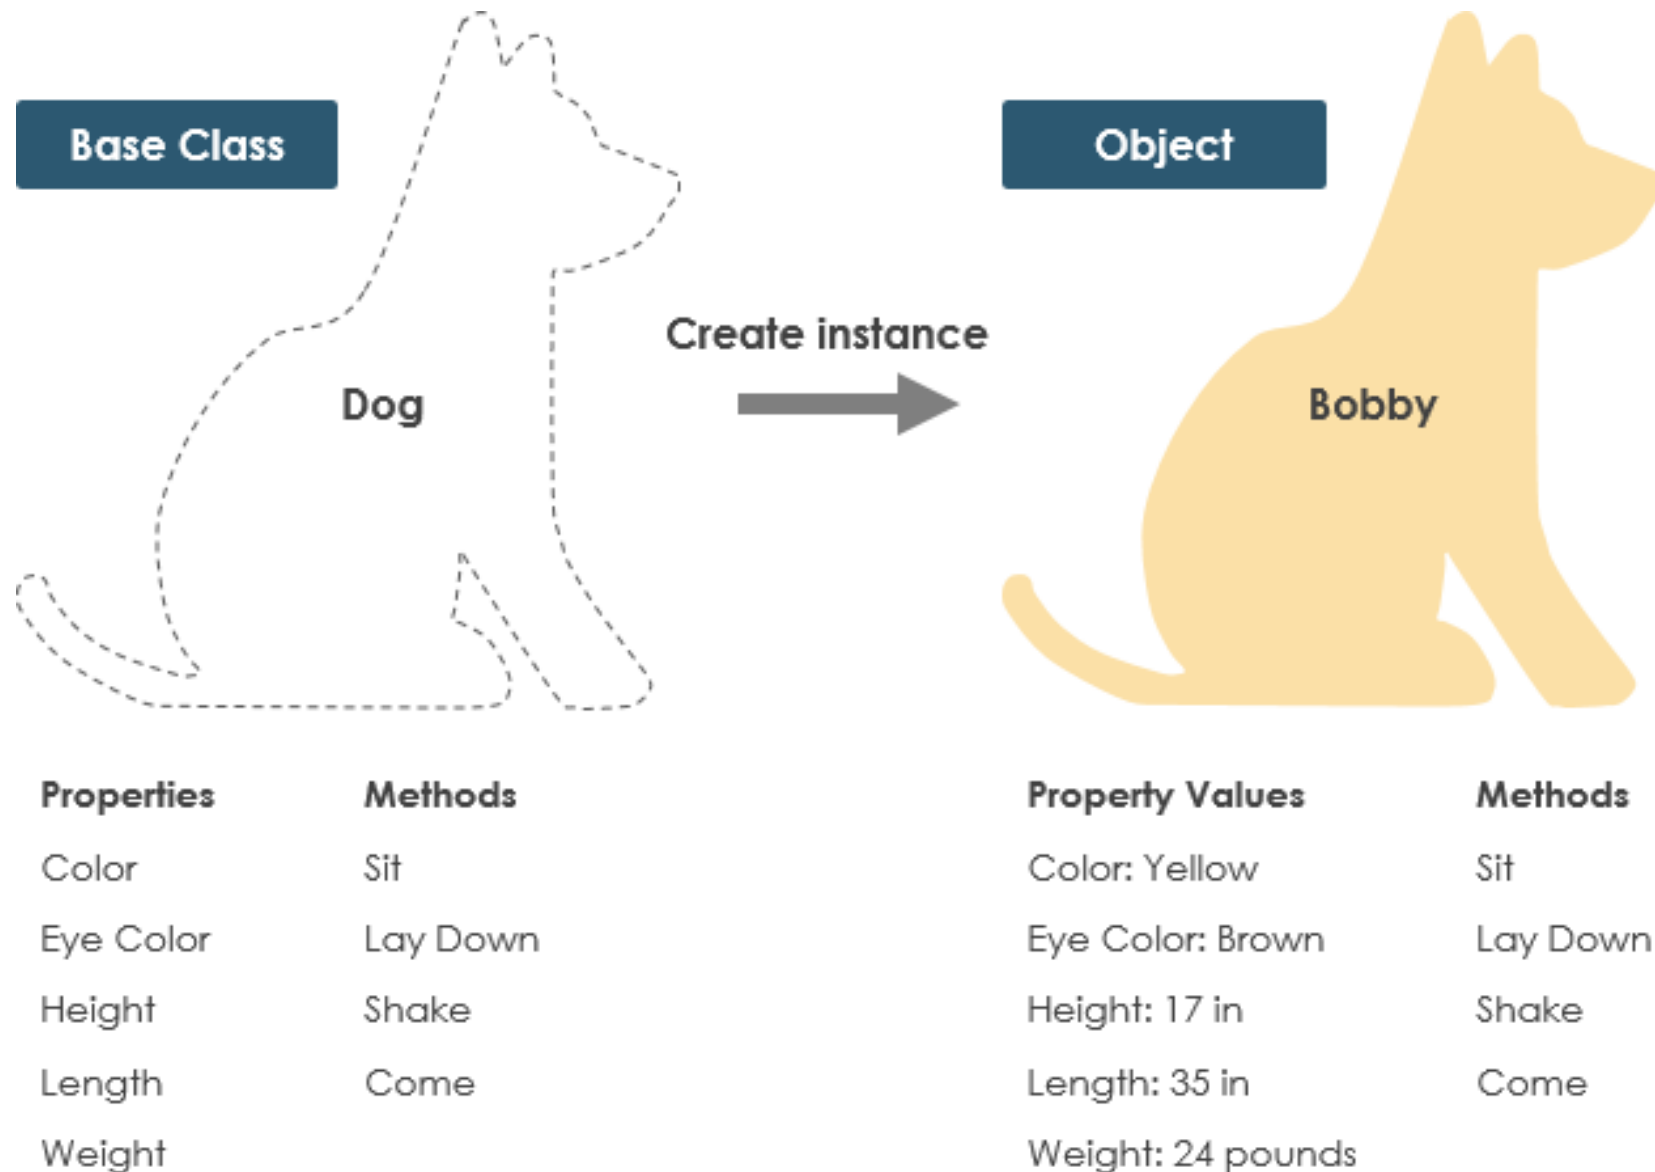 Base Class
Object
Create instance
Dog
Bobby
Properties
Methods
Color
Sit
Eye Color
Lay Down
Height
Shake
Length
Come
Weight
Property Values
Methods
Color: Yellow
Sit
Eye Color: Brown
Lay Down
Height: 17 in
Shake
Length: 35 in
Come
Weight: 24 pounds